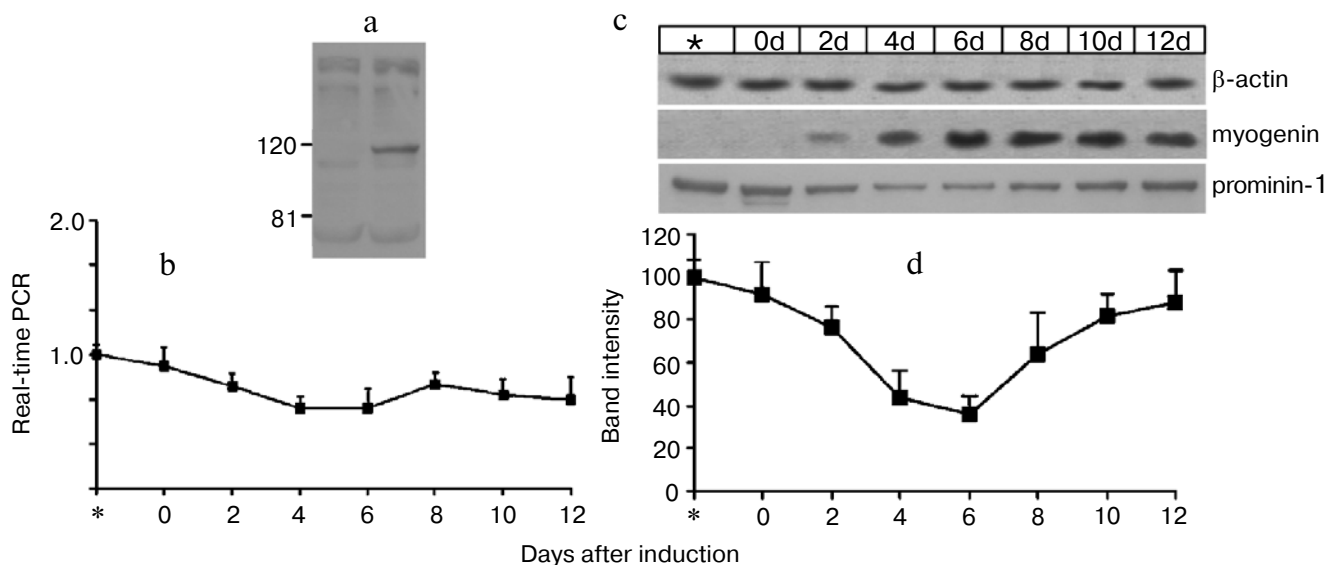 a
120
81
b
2.0
1.0
Real-time PCR
* 0 2 4 6 8 10 12
c
* 0d 2d 4d 6d 8d 10d 12d
β-actin
myogenin
prominin-1
d
120
100
80
60
40
20
0
Band intensity
* 0 2 4 6 8 10 12
Days after induction